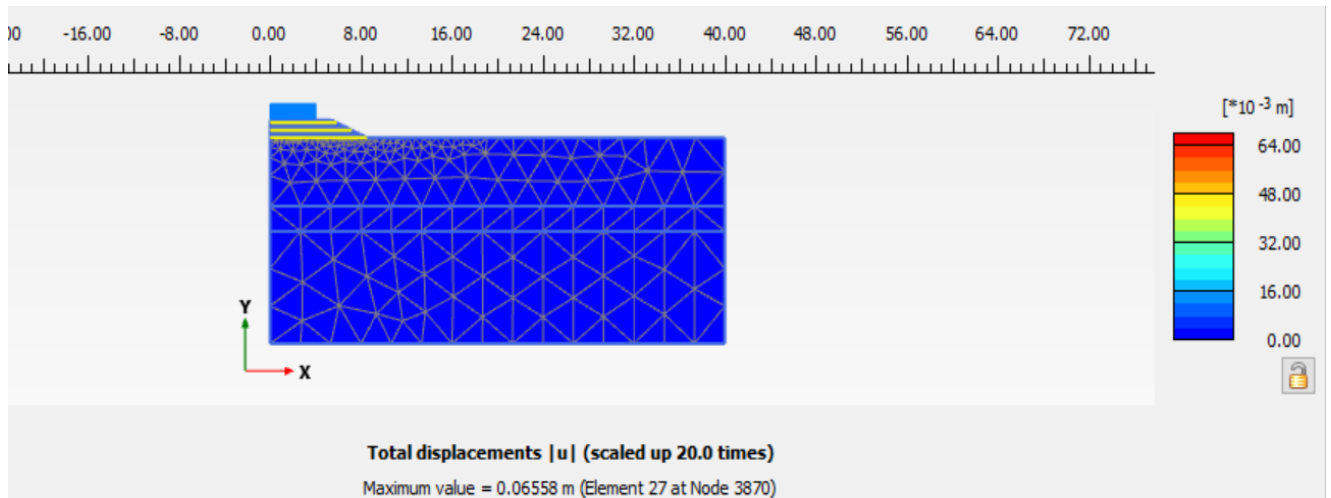 00 -16.00 -8.00 0.00 8.00 16.00 24.00 32.00 40.00 48.00 56.00 64.00 72.00
[*10 -3 m]
64.00
48.00
32.00
16.00
0.00
Y
X
Total displacements |u| (scaled up 20.0 times)
Maximum value = 0.06558 m (Element 27 at Node 3870)